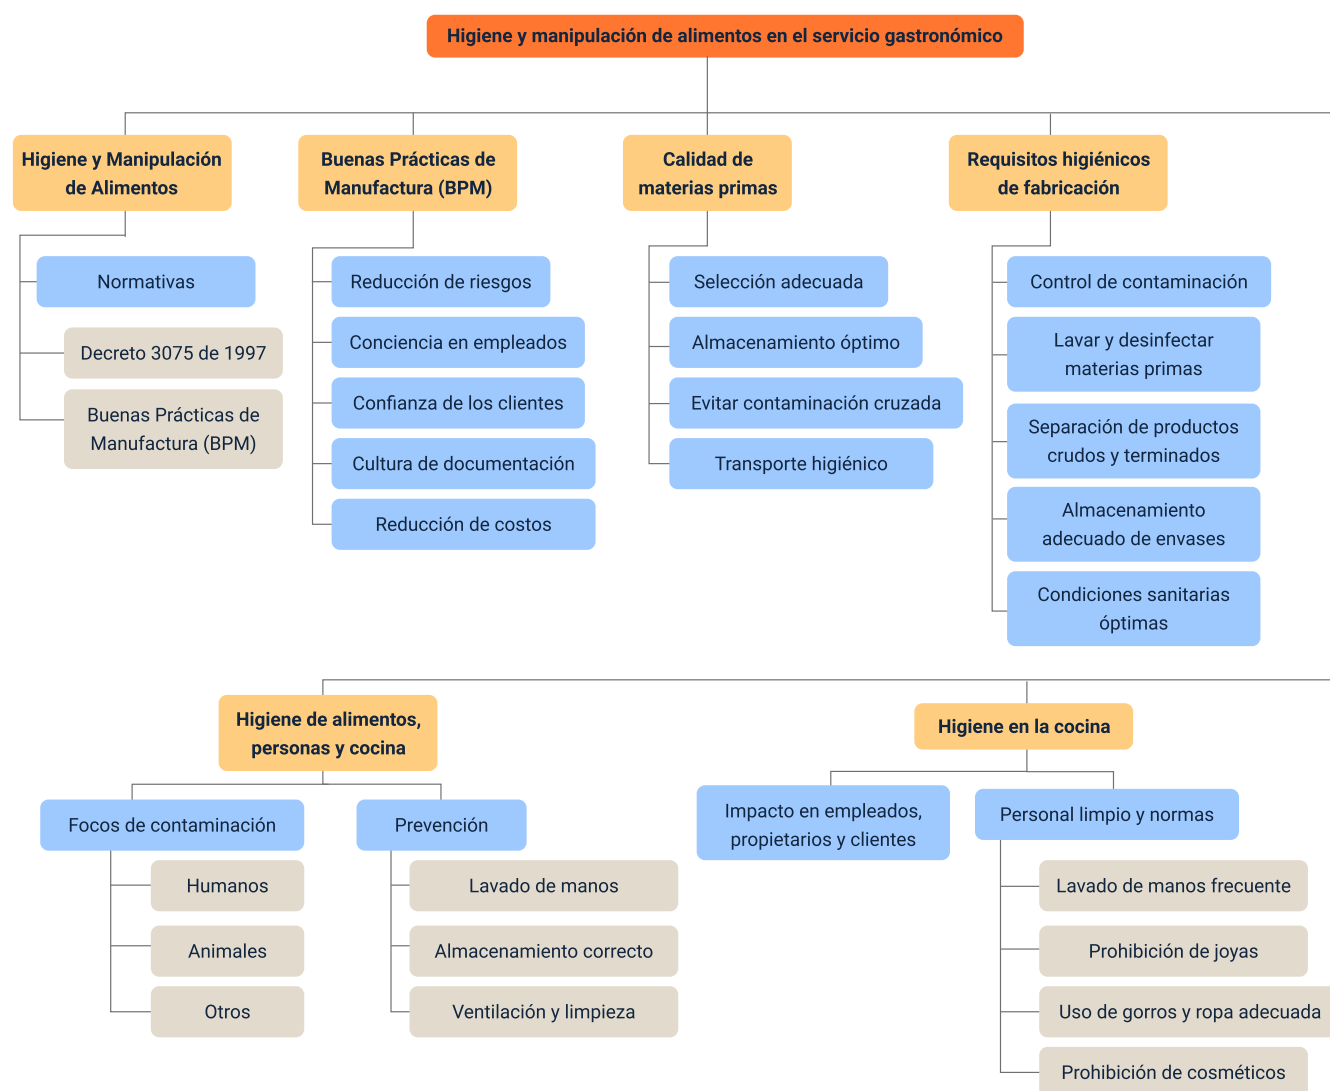 Higiene y manipulación de alimentos en el servicio gastronómico
Higiene y Manipulación
de Alimentos
Normativas
Decreto 3075 de 1997
Buenas Prácticas de
Manufactura (BPM)
Buenas Prácticas de
Manufactura (BPM)
Reducción de riesgos
Conciencia en empleados
Confianza de los clientes
Cultura de documentación
Reducción de costos
Calidad de
materias primas
Selección adecuada
Almacenamiento óptimo
Evitar contaminación cruzada
Transporte higiénico
Requisitos higiénicos
de fabricación
Control de contaminación
Lavar y desinfectar
materias primas
Separación de productos
crudos y terminados
Almacenamiento
adecuado de envases
Condiciones sanitarias
óptimas
Higiene de alimentos,
personas y cocina
Focos de contaminación
Humanos
Animales
Otros
Prevención
Lavado de manos
Almacenamiento correcto
Ventilación y limpieza
Higiene en la cocina
Impacto en empleados,
propietarios y clientes
Personal limpio y normas
Lavado de manos frecuente
Prohibición de joyas
Uso de gorros y ropa adecuada
Prohibición de cosméticos